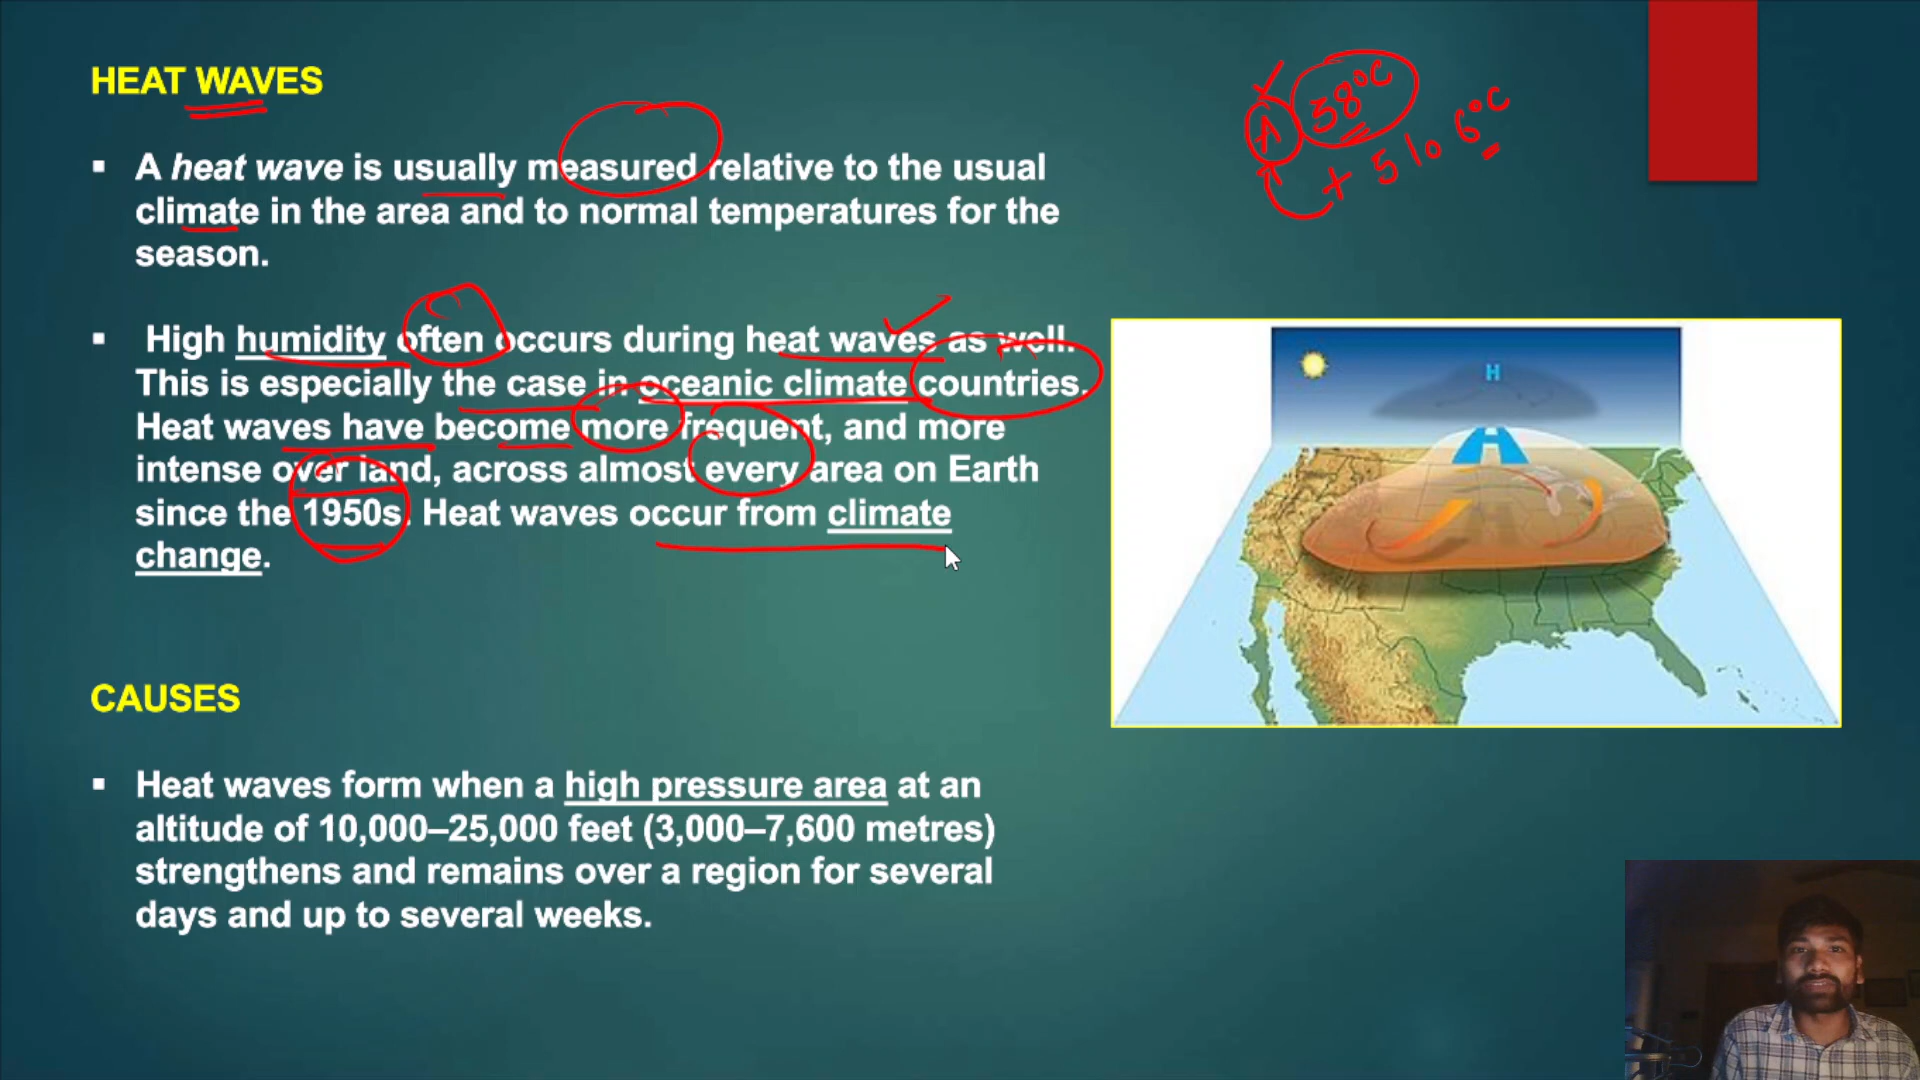 HEAT WAVES
A heat wave is usually measured relative to the usual
climate in the area and to normal temperatures for the
season.
High humidity often occurs during heat waves as well.
This is especially the case in oceanic climate countries.
Heat waves have become more frequent, and more
intense over land, across almost every area on Earth
since the 1950s. Heat waves occur from climate
change.
CAUSES
Heat waves form when a high pressure area at an
altitude of 10,000–25,000 feet (3,000–7,600 metres)
strengthens and remains over a region for several
days and up to several weeks.
A 38°C
+ 5 to 6°C
H